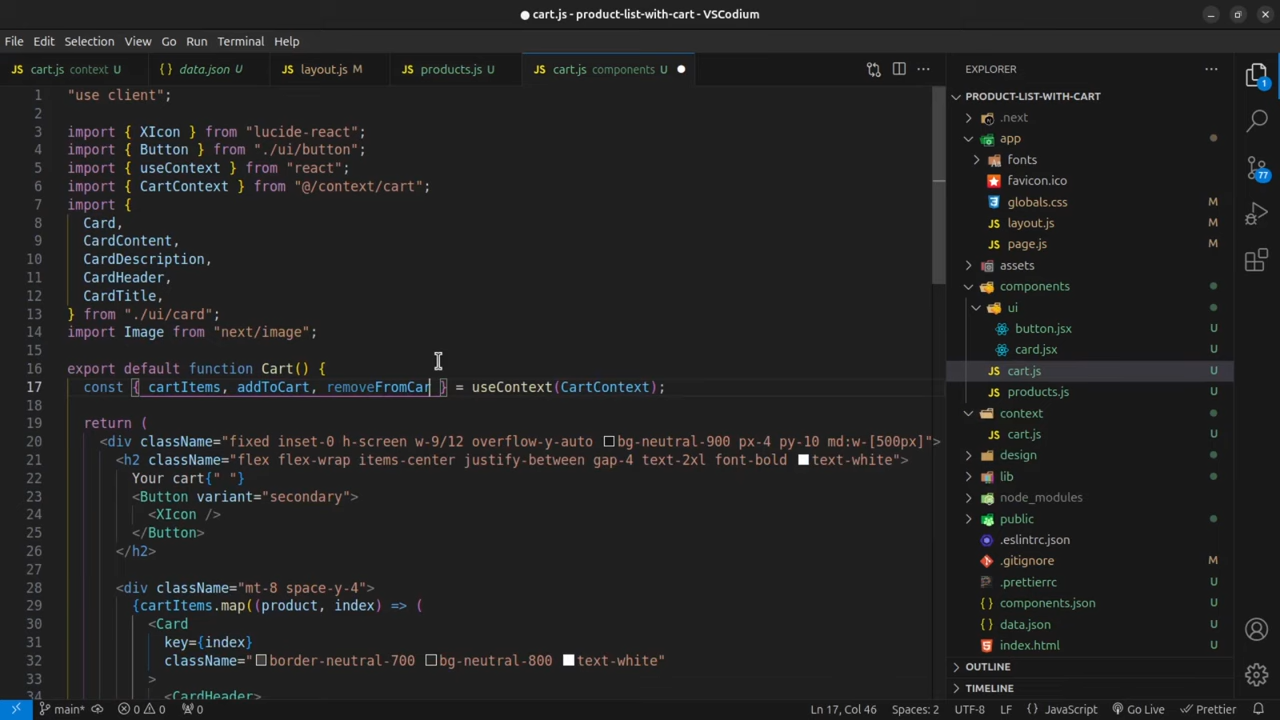 cart.js - product-list-with-cart - VSCodium
File Edit Selection View Go Run Terminal Help
JS cart.js context U
{} data.json U
JS layout.js M
JS products.js U
JS cart.js components U
1 "use client";
2
3 import { XIcon } from "lucide-react";
4 import { Button } from "./ui/button";
5 import { useContext } from "react";
6 import { CartContext } from "@/context/cart";
7 import {
8 Card,
9 CardContent,
10 CardDescription,
11 CardHeader,
12 CardTitle,
13 } from "./ui/card";
14 import Image from "next/image";
15
16 export default function Cart() {
17 const { cartItems, addToCart, removeFromCar } = useContext(CartContext);
18
19 return (
20 <div className="fixed inset-0 h-screen w-9/12 overflow-y-auto bg-neutral-900 px-4 py-10 md:w-[500px]">
21 <h2 className="flex flex-wrap items-center justify-between gap-4 text-2xl font-bold text-white">
22 Your cart{" "}
23 <Button variant="secondary">
24 <XIcon />
25 </Button>
26 </h2>
27
28 <div className="mt-8 space-y-4">
29 {cartItems.map((product, index) => (
30 <Card
31 key={index}
32 className="border-neutral-700 bg-neutral-800 text-white"
33 >
34 <CardHeader>
EXPLORER
PRODUCT-LIST-WITH-CART
.next
app
fonts
favicon.ico
globals.css M
JS layout.js M
JS page.js M
assets
components
ui
button.jsx U
card.jsx U
JS cart.js U
JS products.js U
context
JS cart.js U
design
lib
node_modules
public
.eslintrc.json
.gitignore M
.prettierrc U
{} components.json U
{} data.json U
index.html U
OUTLINE
TIMELINE
1
77
main* 0 0 0 Ln 17, Col 46 Spaces: 2 UTF-8 LF {} JavaScript Go Live Prettier